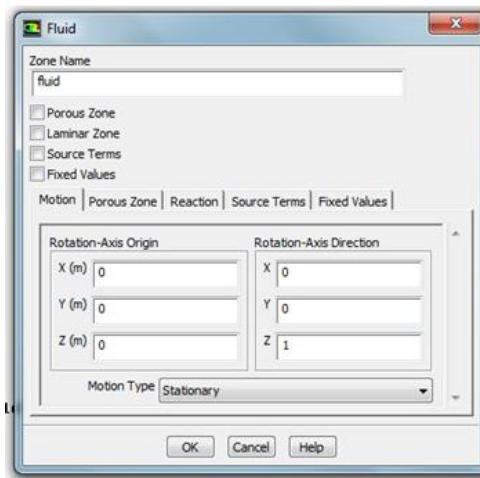 Fluid
Zone Name
fluid
Porous Zone
Laminar Zone
Source Terms
Fixed Values
Motion Porous Zone Reaction Source Terms Fixed Values
Rotation-Axis Origin Rotation-Axis Direction
X (m) 0 X 0
Y (m) 0 Y 0
Z (m) 0 Z 1
Motion Type Stationary
OK Cancel Help